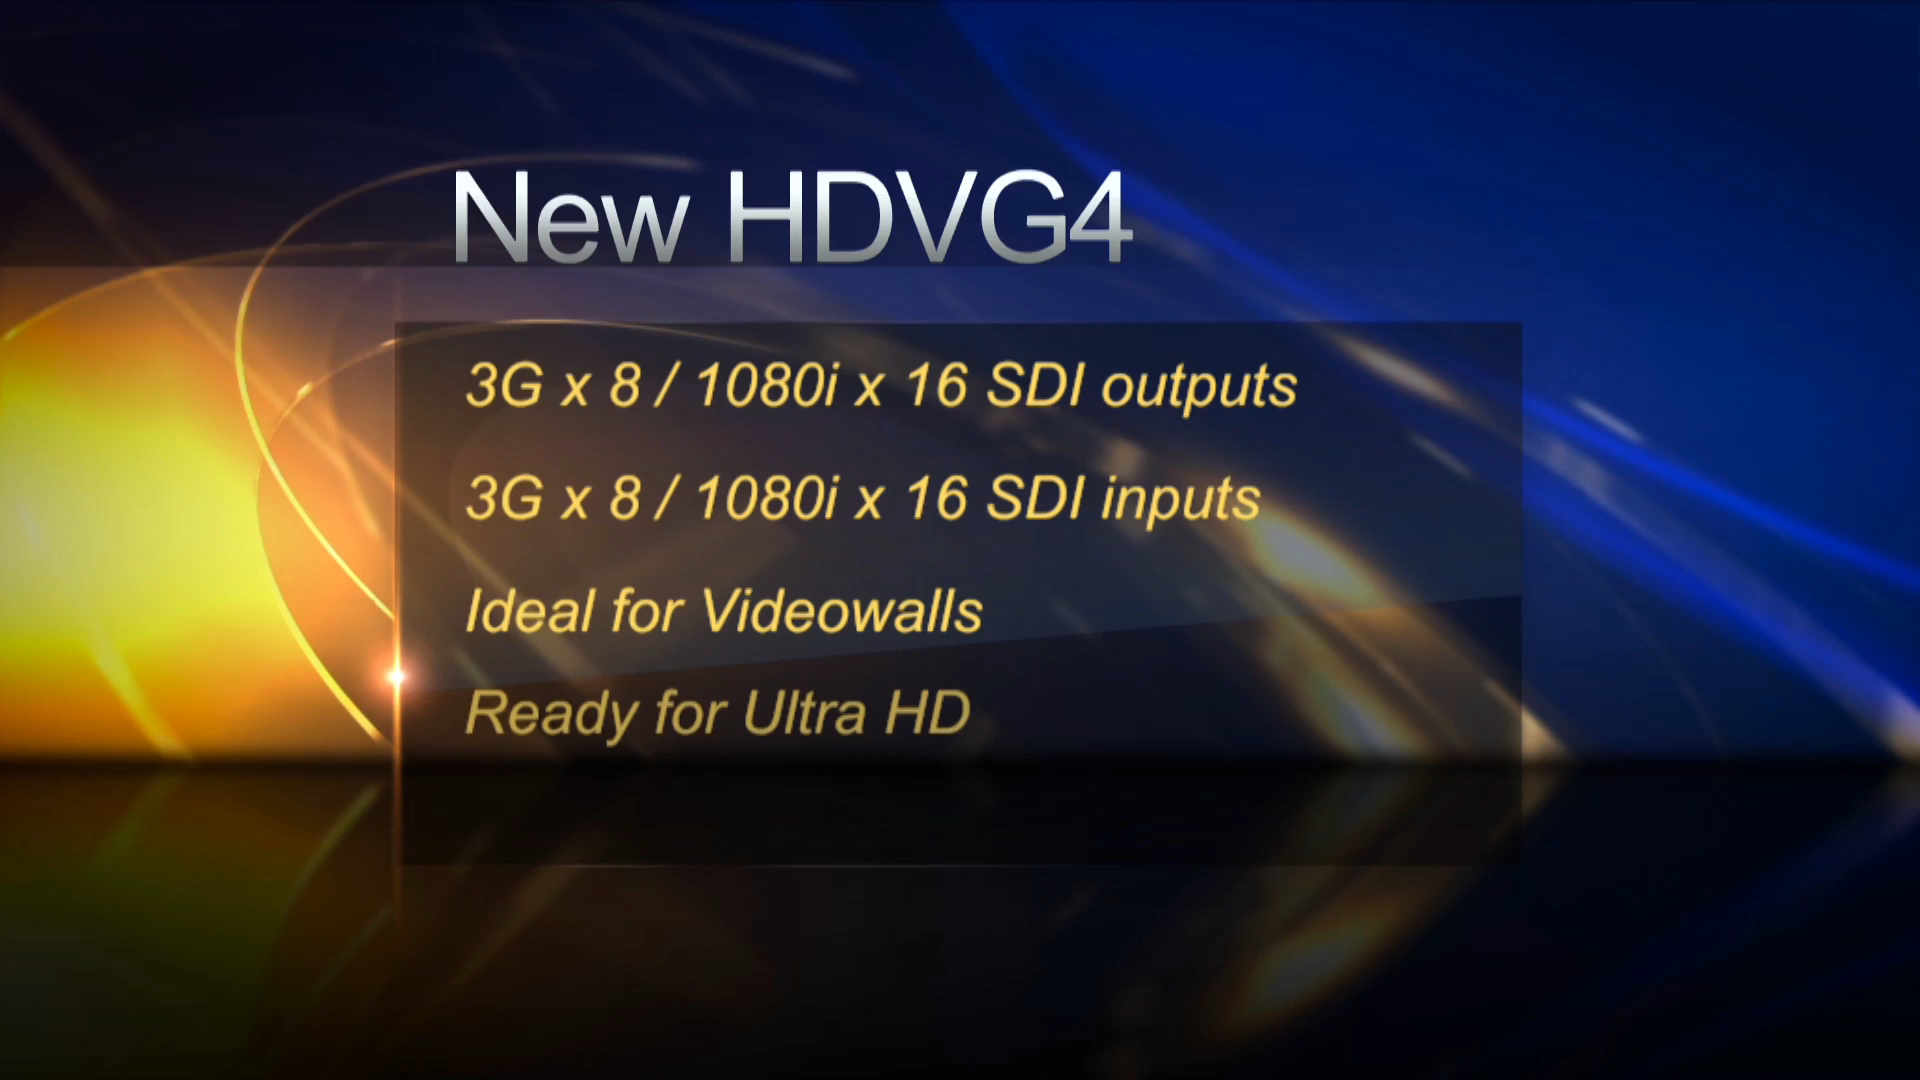 New HDVG4
3G x 8 / 1080i x 16 SDI outputs
3G x 8 / 1080i x 16 SDI inputs
Ideal for Videowalls
Ready for Ultra HD